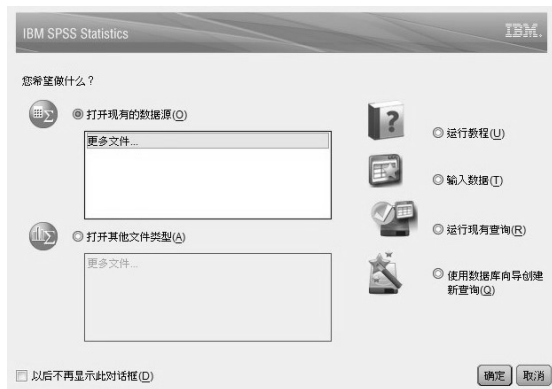 IBM SPSS Statistics
IBM.
您希望做什么？
打开现有的数据源(O)
更多文件...
打开其他文件类型(A)
更多文件...
运行教程(U)
输入数据(T)
运行现有查询(R)
使用数据库向导创建
新查询(Q)
以后不再显示此对话框(D)
确定
取消